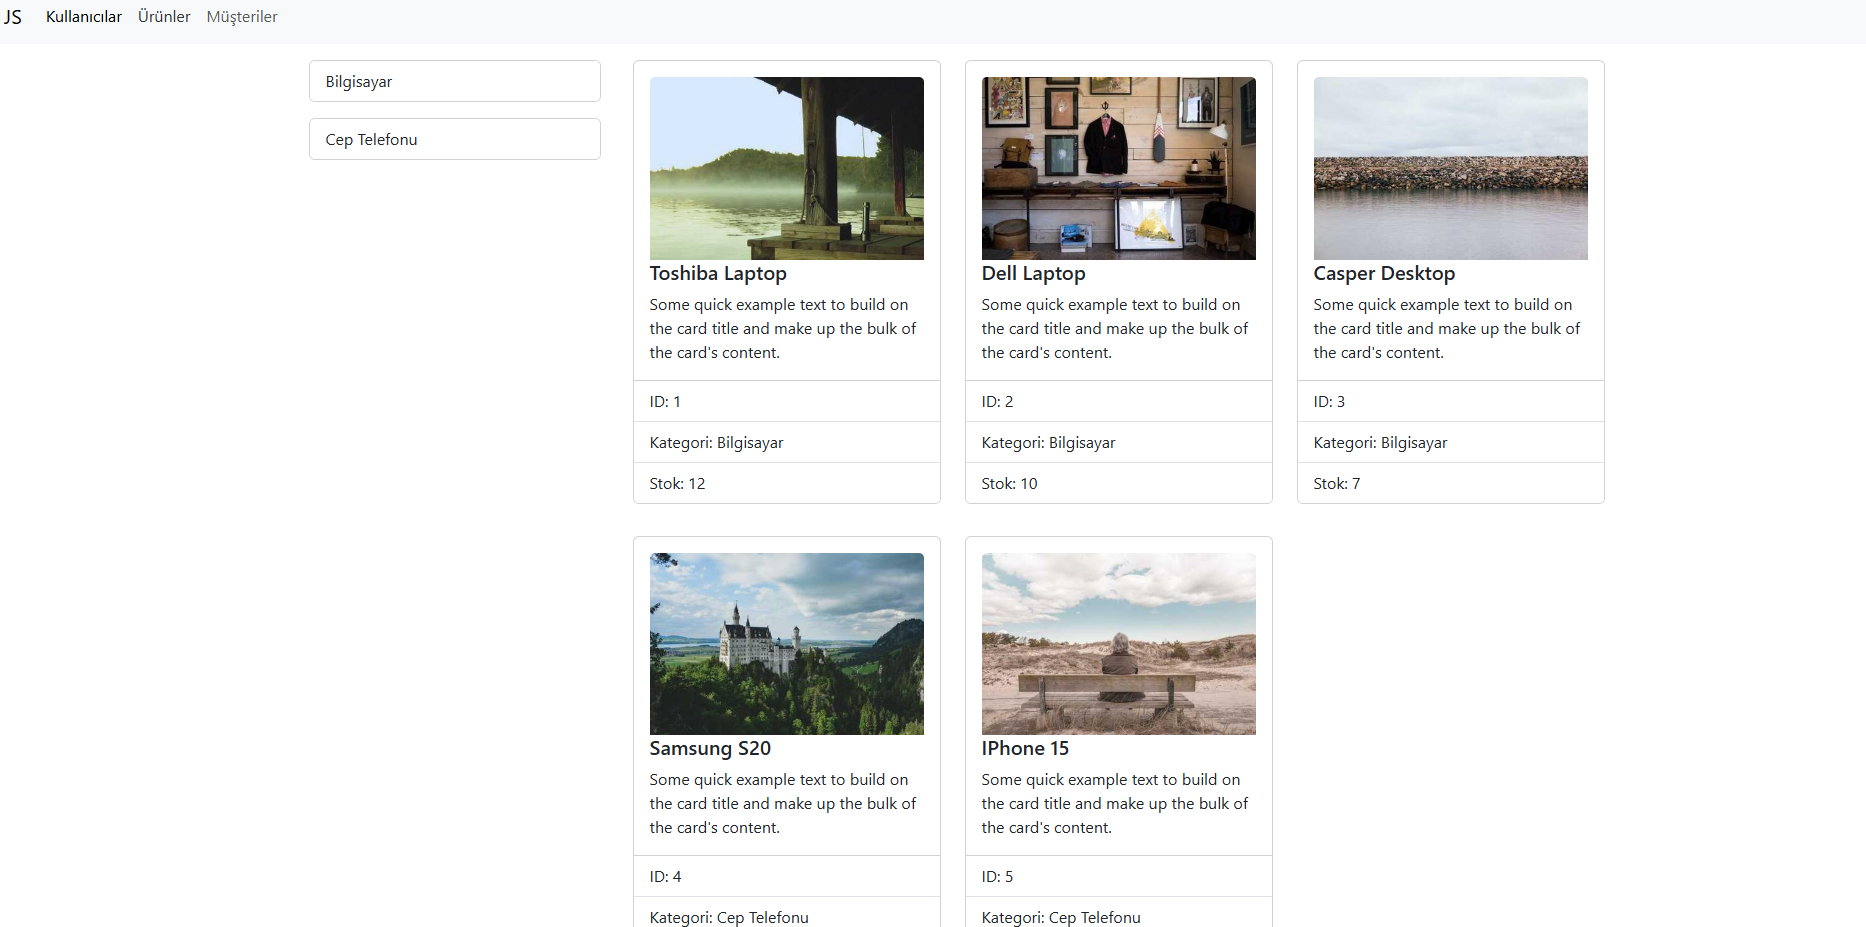 JS
Kullanıcılar
Ürünler
Müşteriler
Bilgisayar
Cep Telefonu
Toshiba Laptop
Some quick example text to build on
the card title and make up the bulk of
the card's content.
ID: 1
Kategori: Bilgisayar
Stok: 12
Dell Laptop
Some quick example text to build on
the card title and make up the bulk of
the card's content.
ID: 2
Kategori: Bilgisayar
Stok: 10
Casper Desktop
Some quick example text to build on
the card title and make up the bulk of
the card's content.
ID: 3
Kategori: Bilgisayar
Stok: 7
Samsung S20
Some quick example text to build on
the card title and make up the bulk of
the card's content.
ID: 4
Kategori: Cep Telefonu
IPhone 15
Some quick example text to build on
the card title and make up the bulk of
the card's content.
ID: 5
Kategori: Cep Telefonu